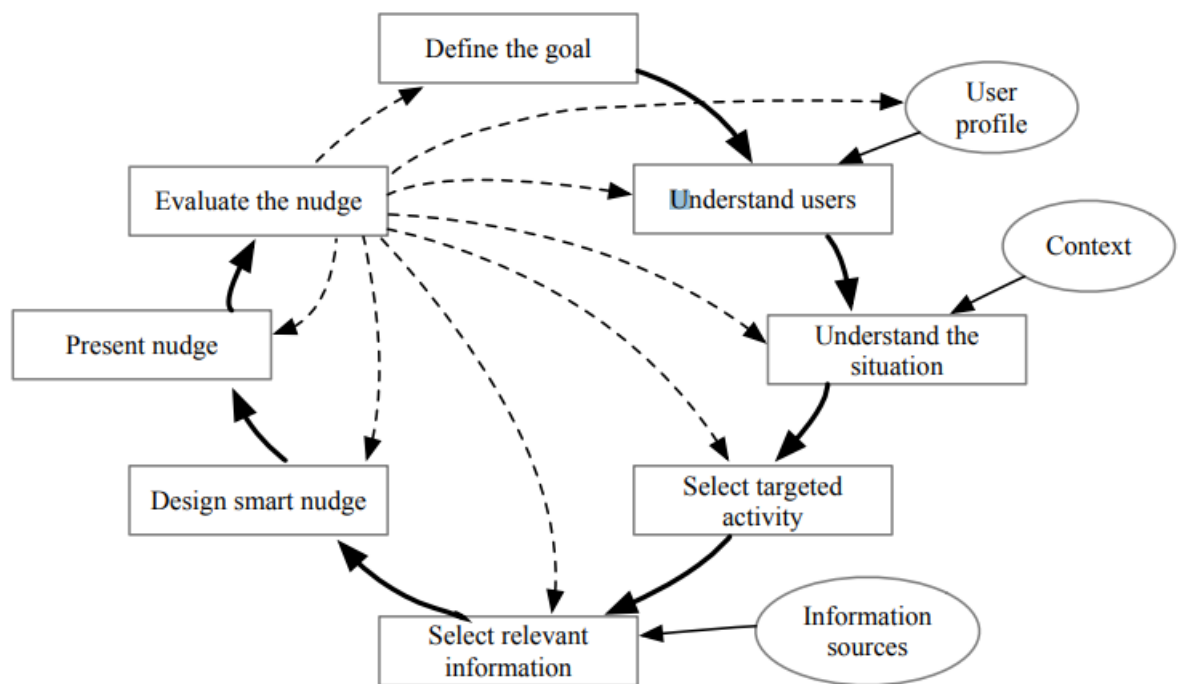 Define the goal
User
profile
Evaluate the nudge
Understand users
Context
Present nudge
Understand the
situation
Design smart nudge
Select targeted
activity
Select relevant
information
Information
sources